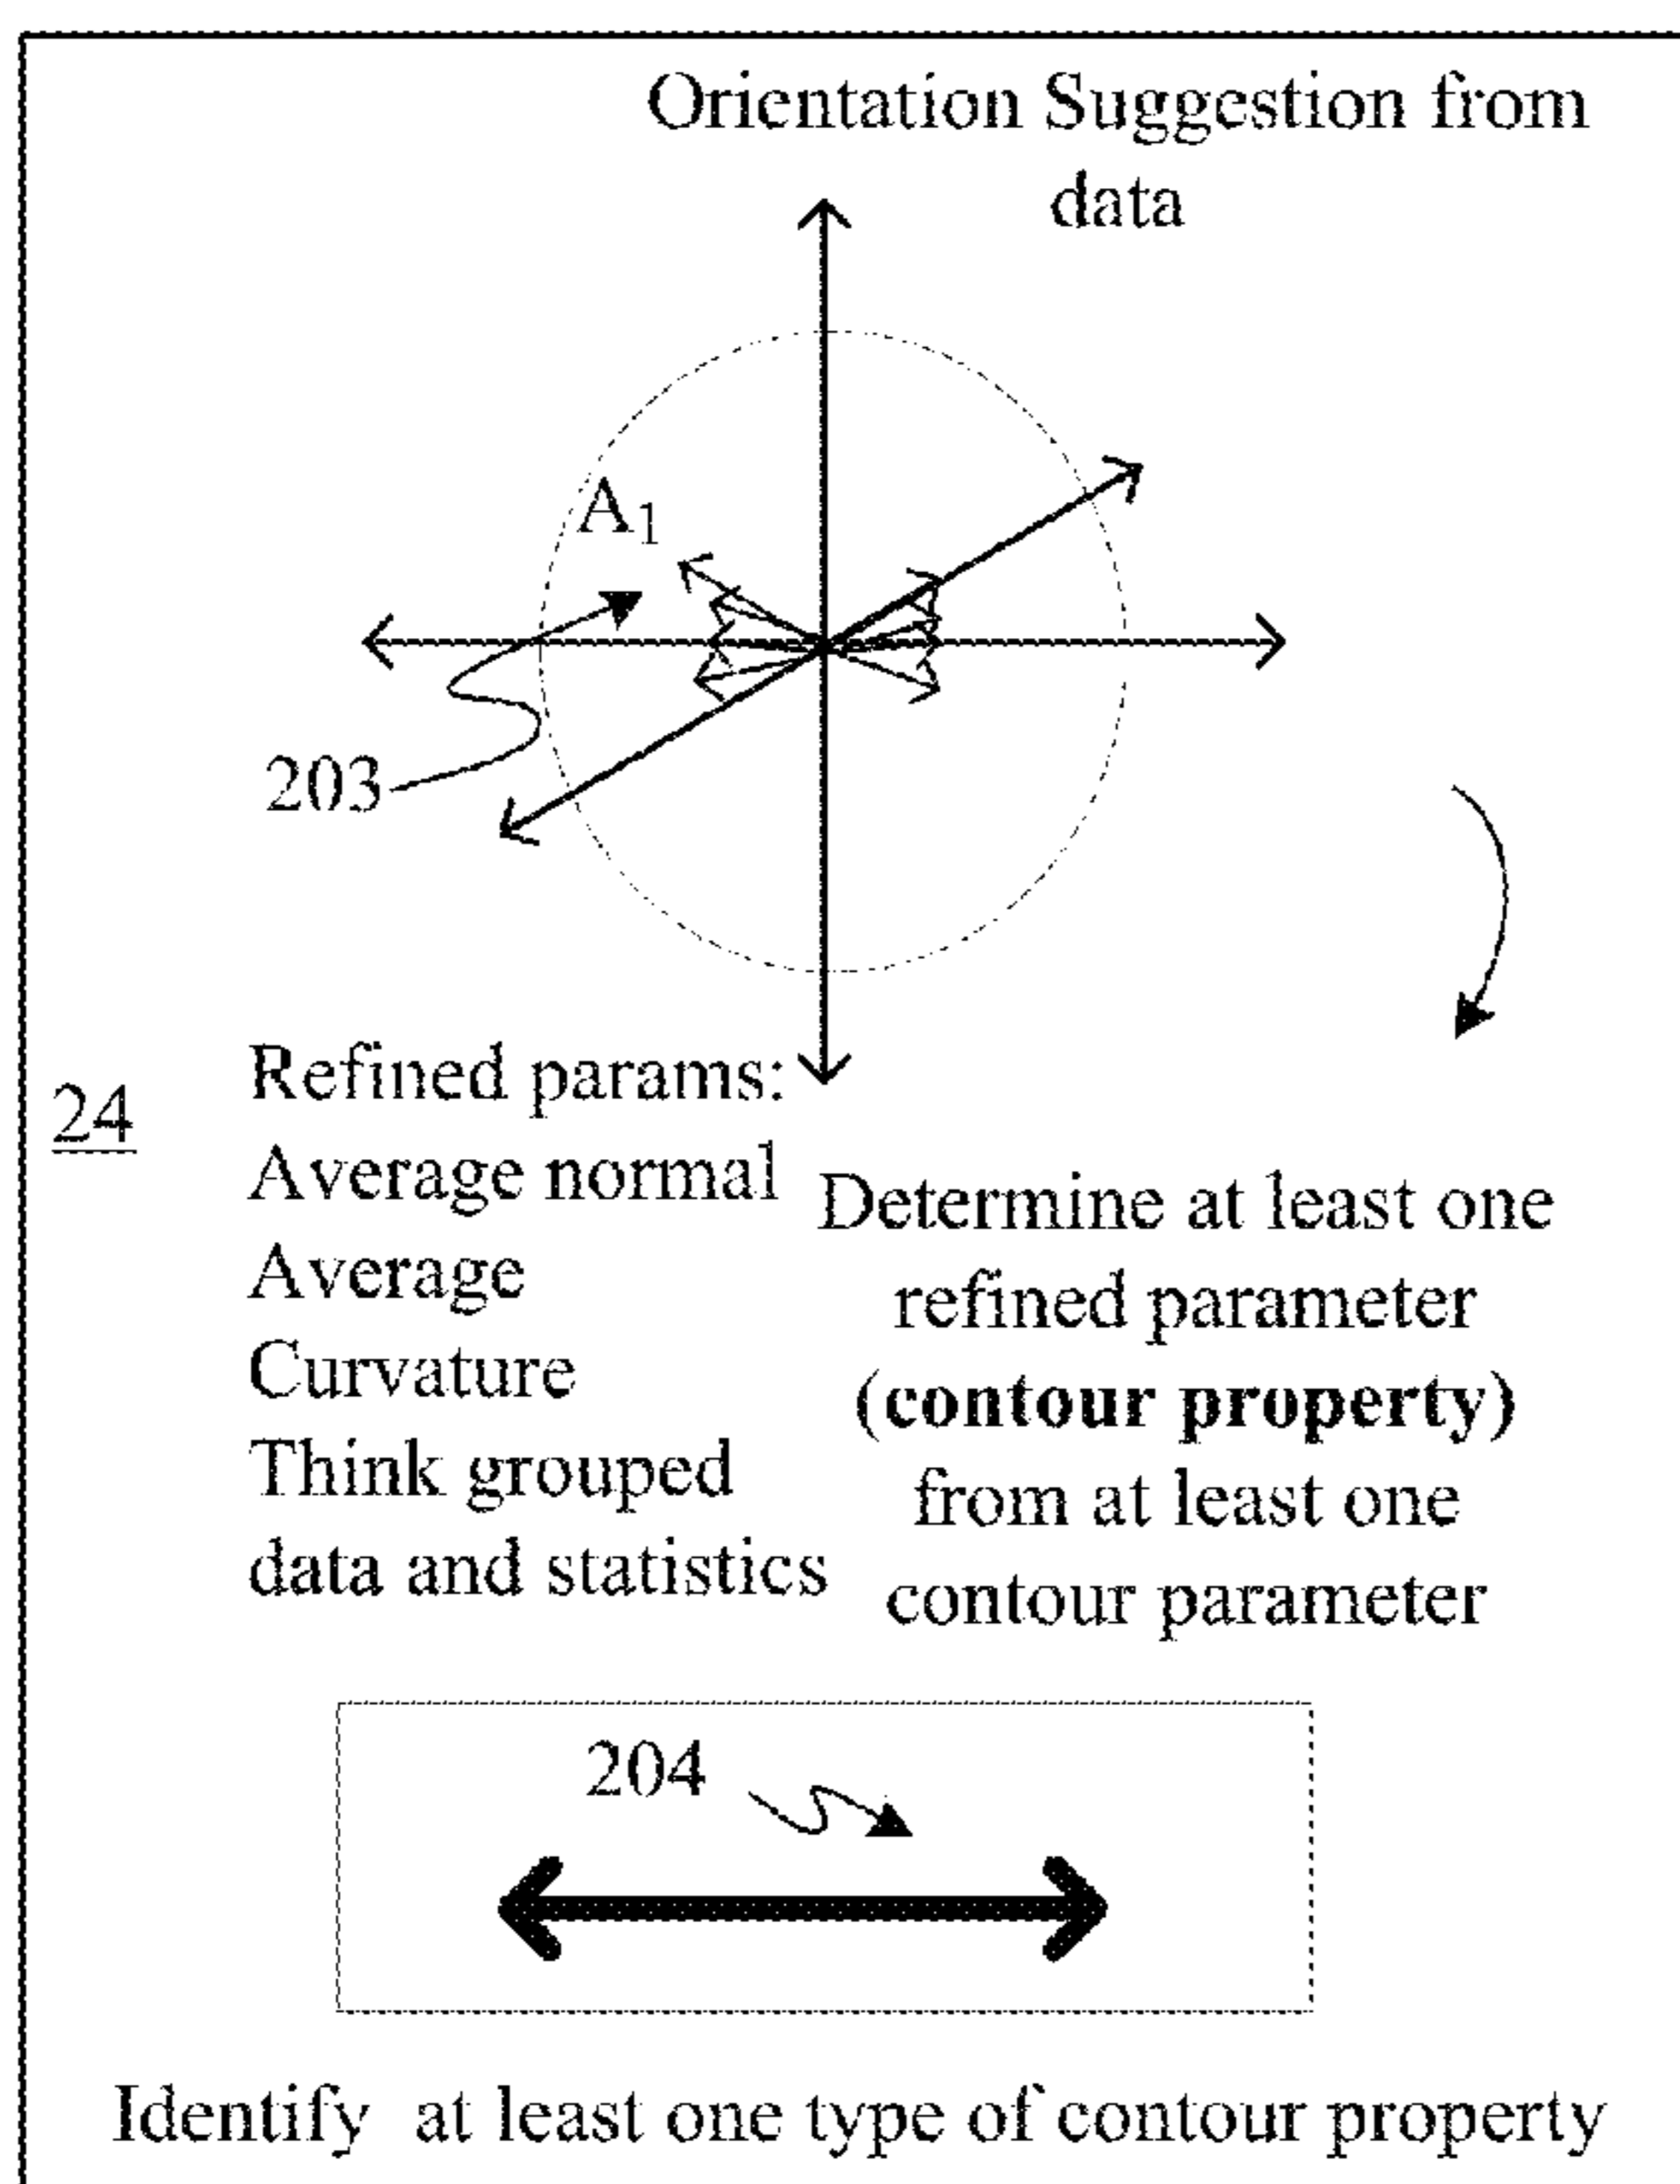 Orientation Suggestion from
data
A1
203
24
Refined params:
Average normal
Average
Curvature
Think grouped
data and statistics
Determine at least one
refined parameter
(contour property)
from at least one
contour parameter
204
Identify at least one type of contour property